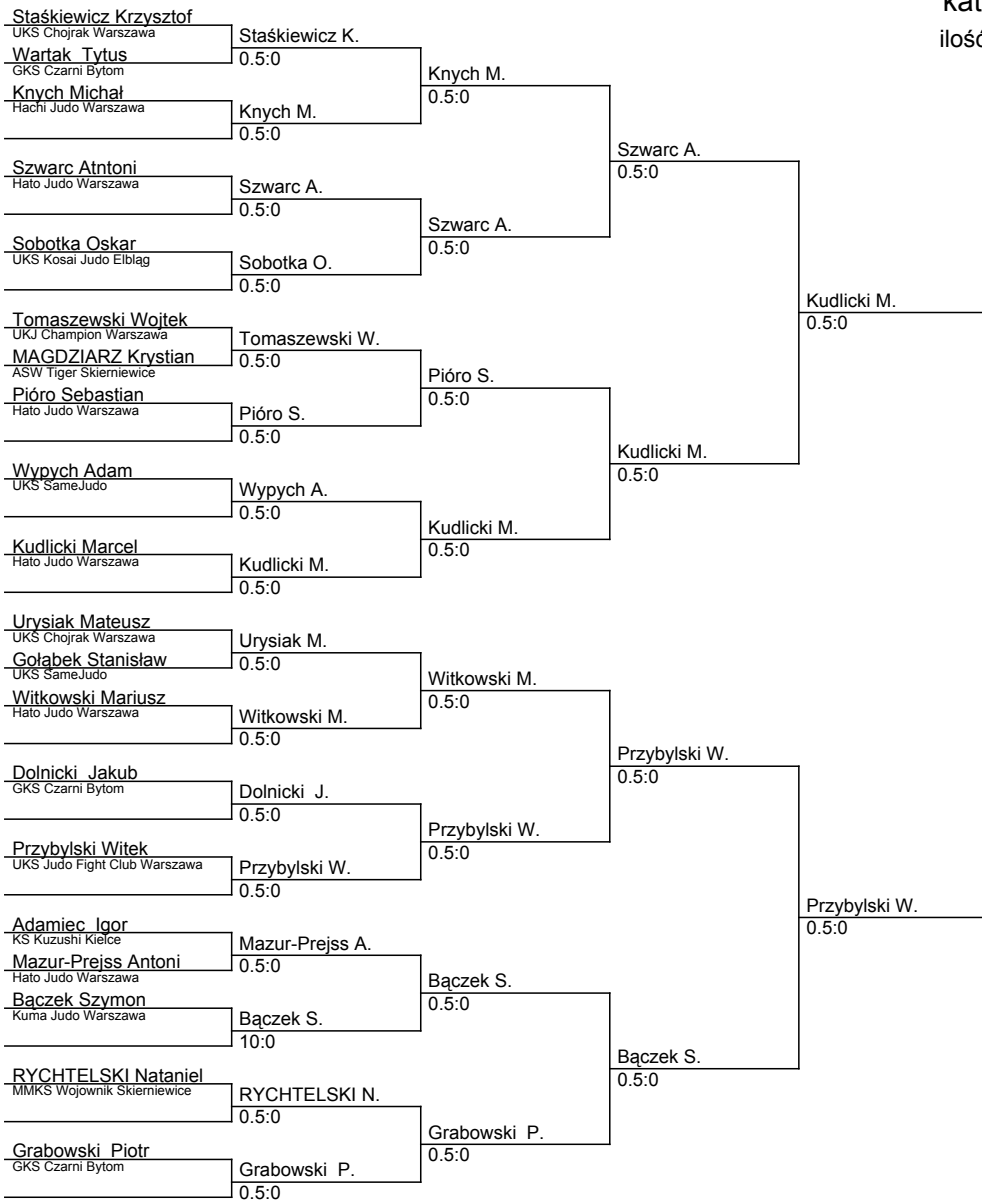 kat
ilość
Staśkiewicz Krzysztof
UKS Chojrak Warszawa
Wartak  Tytus
GKS Czarni Bytom
Knych Michał
Hachi Judo Warszawa
Szwarc Atntoni
Hato Judo Warszawa
Sobotka Oskar
UKS Kosai Judo Elbląg
Tomaszewski Wojtek
UKJ Champion Warszawa
MAGDZIARZ Krystian
ASW Tiger Skierniewice
Pióro Sebastian
Hato Judo Warszawa
Wypych Adam
UKS SameJudo
Kudlicki Marcel
Hato Judo Warszawa
Urysiak Mateusz
UKS Chojrak Warszawa
Gołąbek Stanisław
UKS SameJudo
Witkowski Mariusz
Hato Judo Warszawa
Dolnicki  Jakub
GKS Czarni Bytom
Przybylski Witek
UKS Judo Fight Club Warszawa
Adamiec  Igor
KS Kuzushi Kielce
Mazur-Prejss Antoni
Hato Judo Warszawa
Bączek Szymon
Kuma Judo Warszawa
RYCHTELSKI Nataniel
MMKS Wojownik Skierniewice
Grabowski  Piotr
GKS Czarni Bytom
Staśkiewicz K.
0.5:0
Knych M.
0.5:0
Szwarc A.
0.5:0
Sobotka O.
0.5:0
Tomaszewski W.
0.5:0
Pióro S.
0.5:0
Wypych A.
0.5:0
Kudlicki M.
0.5:0
Urysiak M.
0.5:0
Witkowski M.
0.5:0
Dolnicki  J.
0.5:0
Przybylski W.
0.5:0
Mazur-Prejss A.
0.5:0
Bączek S.
10:0
RYCHTELSKI N.
0.5:0
Grabowski  P.
0.5:0
Knych M.
0.5:0
Szwarc A.
0.5:0
Pióro S.
0.5:0
Kudlicki M.
0.5:0
Witkowski M.
0.5:0
Przybylski W.
0.5:0
Bączek S.
0.5:0
Grabowski  P.
0.5:0
Szwarc A.
0.5:0
Kudlicki M.
0.5:0
Przybylski W.
0.5:0
Bączek S.
0.5:0
Kudlicki M.
0.5:0
Przybylski W.
0.5:0